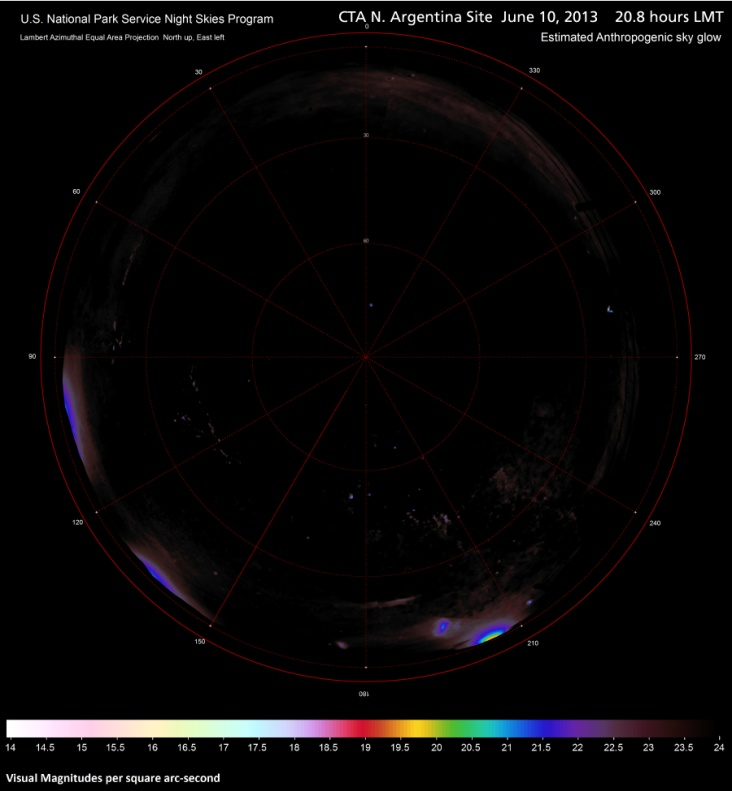 U.S. National Park Service Night Skies Program
CTA N. Argentina Site June 10, 2013 20.8 hours LMT
Lambert Azimuthal Equal Area Projection North up, East left
Estimated Anthropogenic sky glow
0
30
330
30
60
300
60
90
270
120
240
150
210
180
14 14.5 15 15.5 16 16.5 17 17.5 18 18.5 19 19.5 20 20.5 21 21.5 22 22.5 23 23.5 24
Visual Magnitudes per square arc-second